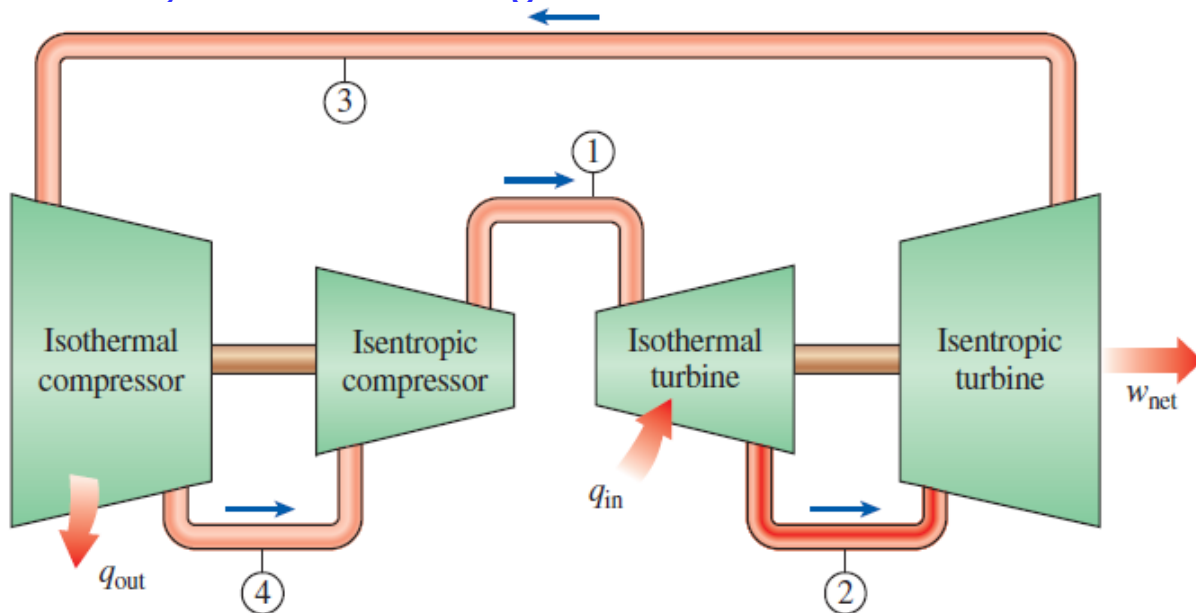 3
1
Isothermal
compressor
Isentropic
compressor
Isothermal
turbine
Isentropic
turbine
w_net
q_in
q_out
4
2